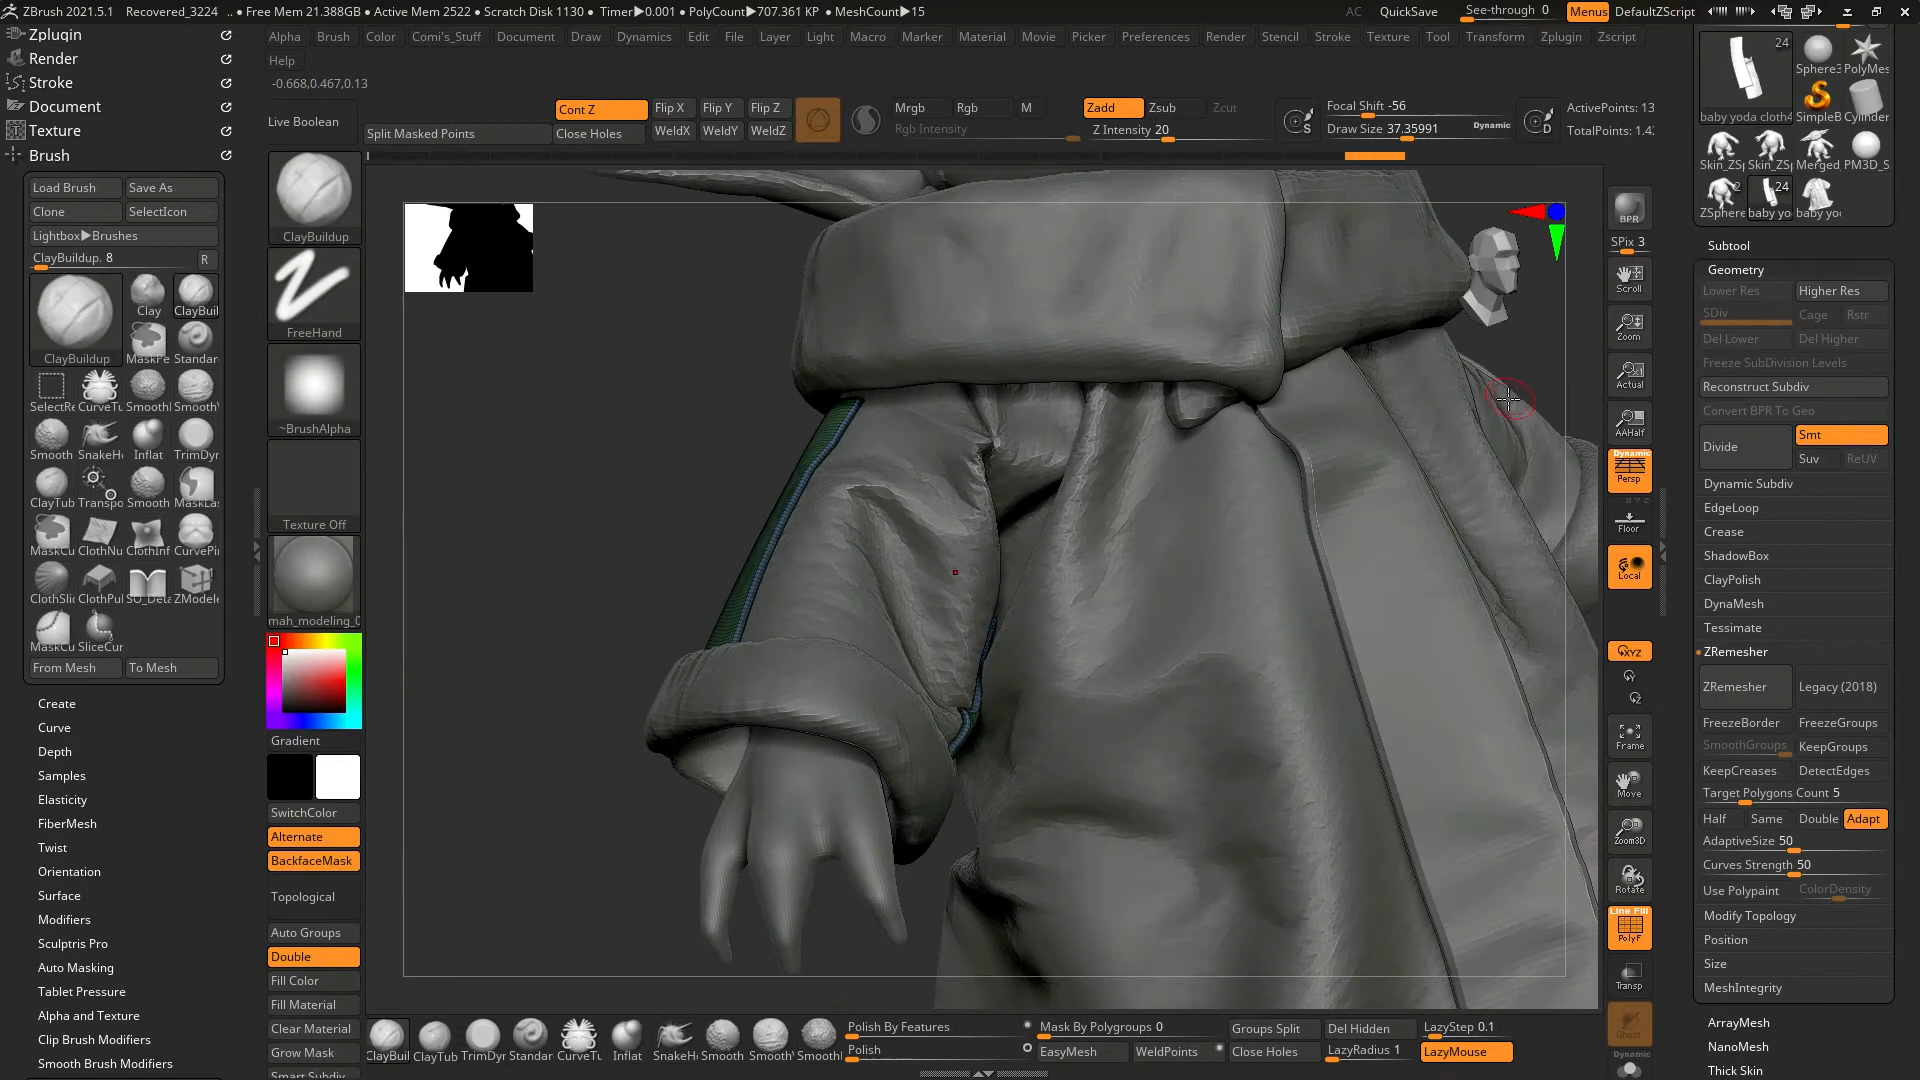 ZBrush 2021.5.1 Recovered_3224 .. • Free Mem 21.388GB • Active Mem 2522 • Scratch Disk 1130 • Timer▶0.001 • PolyCount▶707.361 KP • MeshCount▶15
AC QuickSave See-through 0 Menus DefaultZScript
Alpha Brush Color Comi's_Stuff Document Draw Dynamics Edit File Layer Light Macro Marker Material Movie Picker Preferences Render Stencil Stroke Texture Tool Transform Zplugin Zscript
Help
-0.668,0.467,0.13
Zplugin
Render
Stroke
Document
Texture
Brush
Load Brush Save As
Clone SelectIcon
Lightbox▶Brushes
ClayBuildup. 8 R
Clay ClayBuil
ClayBuildup MaskPe Standar
SelectRe CurveTu Smooth Smooth
Smooth SnakeHo Inflat TrimDyn
ClayTub Transpo Smooth MaskLas
MaskCu ClothNu ClothInf CurvePin
ClothSlic ClothPul SO_Deta ZModele
MaskCu SliceCur
From Mesh To Mesh
Create
Curve
Depth
Samples
Elasticity
FiberMesh
Twist
Orientation
Surface
Modifiers
Sculptris Pro
Auto Masking
Tablet Pressure
Alpha and Texture
Clip Brush Modifiers
Smooth Brush Modifiers
Live Boolean
Split Masked Points
Cont Z
Close Holes
Flip X Flip Y Flip Z
WeldX WeldY WeldZ
Mrgb Rgb M
Rgb Intensity
Zadd Zsub Zcut
Z Intensity 20
S
Focal Shift -56
Draw Size 37.35991 Dynamic
D
ActivePoints: 13
ClayBuildup
FreeHand
~BrushAlpha
Texture Off
Gradient
SwitchColor
Alternate
BackfaceMask
Topological
Auto Groups
Double
Fill Color
Fill Material
Clear Material
Grow Mask
Smart Subdiv
ClayBuil ClayTub TrimDyn Standar CurveTu Inflat SnakeHo Smooth Smooth Smooth
Polish By Features
Polish
Mask By Polygroups 0
EasyMesh WeldPoints
Groups Split Del Hidden
Close Holes LazyRadius 1
LazyStep 0.1
LazyMouse
BPR
SPix 3
Scroll
Zoom
Actual
AAHalf
Dynamic
Persp
Floor
Local
XYZ
Frame
Move
Zoom3D
Rotate
Line Fill
PolyF
Transp
Ghost
Dynamic
24
Sphere3 PolyMes
baby yoda cloth4 SimpleB Cylinder
Skin_ZSp Skin_ZSp Merged PM3D_S
2 24
ZSphere baby yo baby yo
Subtool
Geometry
Lower Res Higher Res
SDiv Cage Rstr
Del Lower Del Higher
Freeze SubDivision Levels
Reconstruct Subdiv
Convert BPR To Geo
Divide Smt
Suv ReUV
Dynamic Subdiv
EdgeLoop
Crease
ShadowBox
ClayPolish
DynaMesh
Tessimate
ZRemesher
ZRemesher Legacy (2018)
FreezeBorder FreezeGroups
SmoothGroups KeepGroups
KeepCreases DetectEdges
Target Polygons Count 5
Half Same Double Adapt
AdaptiveSize 50
Curves Strength 50
Use Polypaint ColorDensity
Modify Topology
Position
Size
MeshIntegrity
ArrayMesh
NanoMesh
Thick Skin